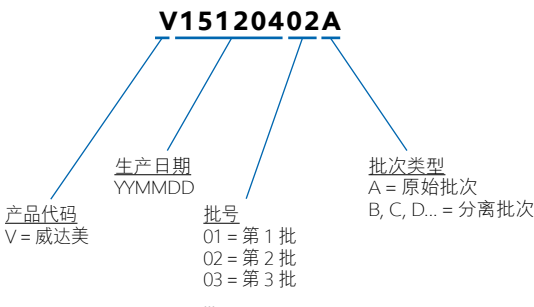 V15120402A
生产日期
YYMMDD
批次类型
A = 原始批次
B, C, D... = 分离批次
产品代码
V = 威达美
批号
01 = 第 1 批
02 = 第 2 批
03 = 第 3 批
...